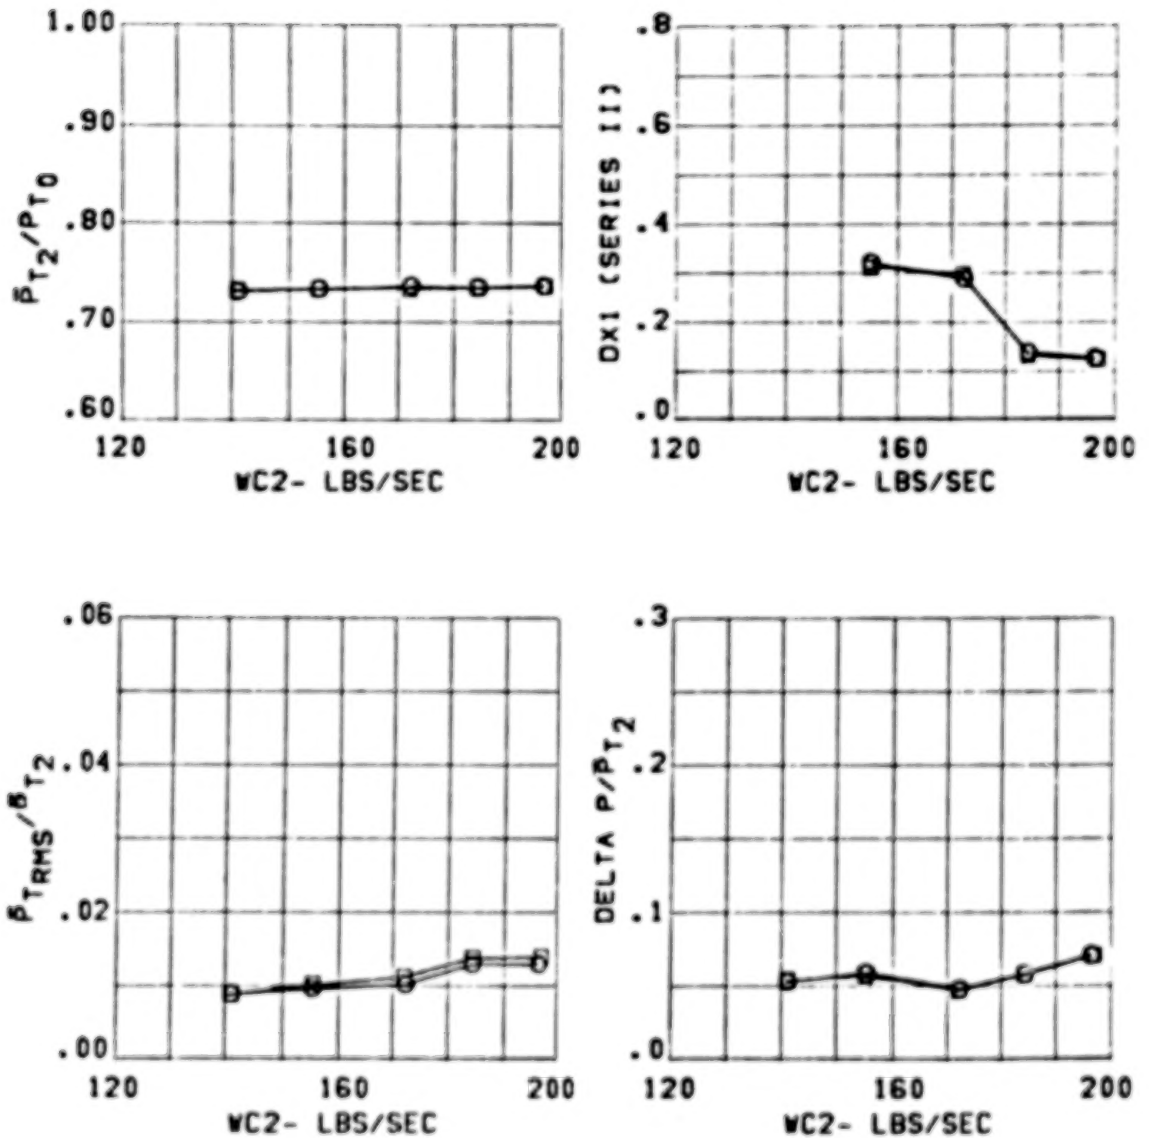 1.00
.90
.80
.70
.60
P̄T2/PT0
120 160 200
WC2- LBS/SEC
.8
.6
.4
.2
.0
DX1 (SERIES II)
120 160 200
WC2- LBS/SEC
.06
.04
.02
.00
P̄TRMS/P̄T2
120 160 200
WC2- LBS/SEC
.3
.2
.1
.0
DELTA P/P̄T2
120 160 200
WC2- LBS/SEC